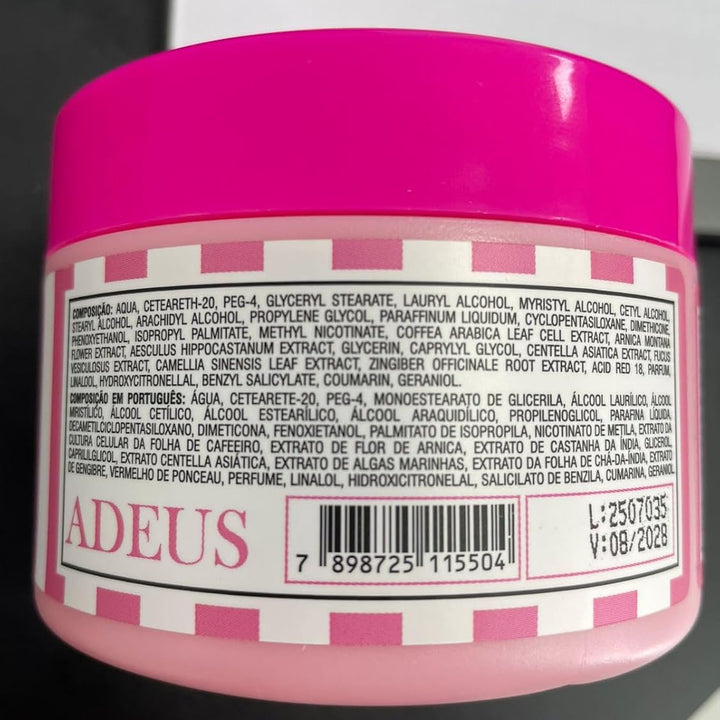 COMPOSIÇÃO: AQUA, CETEARETH-20, PEG-4, GLYCERYL STEARATE, LAURYL ALCOHOL, MYRISTYL ALCOHOL, CETYL ALCOHOL,
STEARYL ALCOHOL, ARACHIDYL ALCOHOL, PROPYLENE GLYCOL, PARAFFINUM LIQUIDUM, CYCLOPENTASILOXANE, DIMETHICONE,
PHENOXYETHANOL, ISOPROPYL PALMITATE, METHYL NICOTINATE, COFFEA ARABICA LEAF CELL EXTRACT, ARNICA MONTANA
FLOWER EXTRACT, AESCULUS HIPPOCASTANUM EXTRACT, GLYCERIN, CAPRYLYL GLYCOL, CENTELLA ASIATICA EXTRACT, FUCUS
VESICULOSUS EXTRACT, CAMELLIA SINENSIS LEAF EXTRACT, ZINGIBER OFFICINALE ROOT EXTRACT, ACID RED 18, PARFUM,
LINALOOL, HYDROXYCITRONELLAL, BENZYL SALICYLATE, COUMARIN, GERANIOL.
COMPOSIÇÃO EM PORTUGUÊS: ÁGUA, CETEARETE-20, PEG-4, MONOESTEARATO DE GLICERILA, ÁLCOOL LAURÍLICO, ÁLCOOL
MIRISTÍLICO, ÁLCOOL CETÍLICO, ÁLCOOL ESTEARÍLICO, ÁLCOOL ARAQUIDÍLICO, PROPILENOGLICOL, PARAFINA LÍQUIDA,
DECAMETILCICLOPENTASILOXANO, DIMETICONA, FENOXIETANOL, PALMITATO DE ISOPROPILA, NICOTINATO DE METILA, EXTRATO DA
CULTURA CELULAR DA FOLHA DE CAFEEIRO, EXTRATO DE FLOR DE ARNICA, EXTRATO DE CASTANHA DA ÍNDIA, GLICEROL,
CAPRILILGLICOL, EXTRATO CENTELLA ASIÁTICA, EXTRATO DE ALGAS MARINHAS, EXTRATO DA FOLHA DE CHÁ-DA-ÍNDIA, EXTRATO
DE GENGIBRE, VERMELHO DE PONCEAU, PERFUME, LINALOL, HIDROXICITRONELAL, SALICILATO DE BENZILA, CUMARINA, GERANIOL.
ADEUS
7 898725 115504
L:2507035
V:08/2028